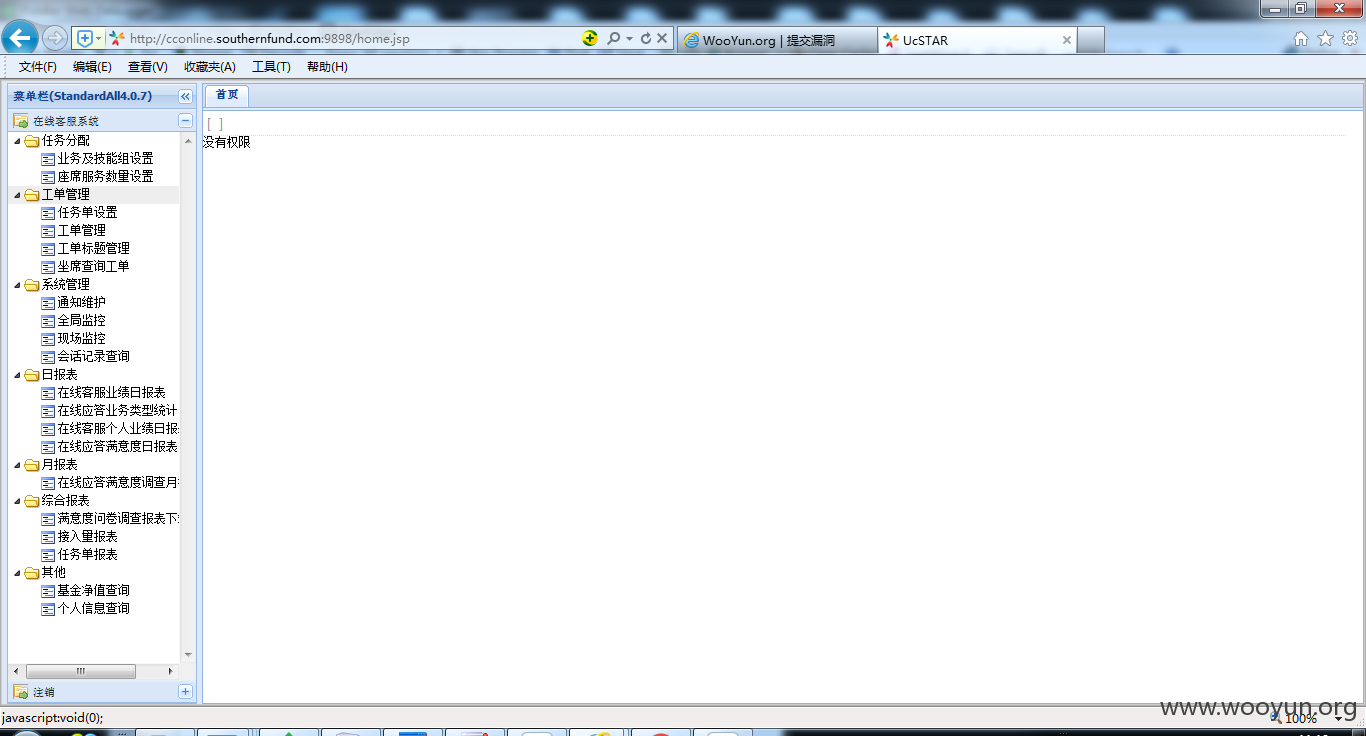 http://cconline.southernfund.com:9898/home.jsp
WooYun.org | 提交漏洞
UcSTAR
文件(F) 编辑(E) 查看(V) 收藏夹(A) 工具(T) 帮助(H)
菜单栏(StandardAll4.0.7)
首页
在线客服系统
[ ]
没有权限
任务分配
业务及技能组设置
座席服务数量设置
工单管理
任务单设置
工单管理
工单标题管理
坐席查询工单
系统管理
通知维护
全局监控
现场监控
会话记录查询
日报表
在线客服业绩日报表
在线应答业务类型统计
在线客服个人业绩日报
在线应答满意度日报表
月报表
在线应答满意度调查月
综合报表
满意度问卷调查报表下
接入量报表
任务单报表
其他
基金净值查询
个人信息查询
注销
www.wooyun.org
javascript:void(0);
100%